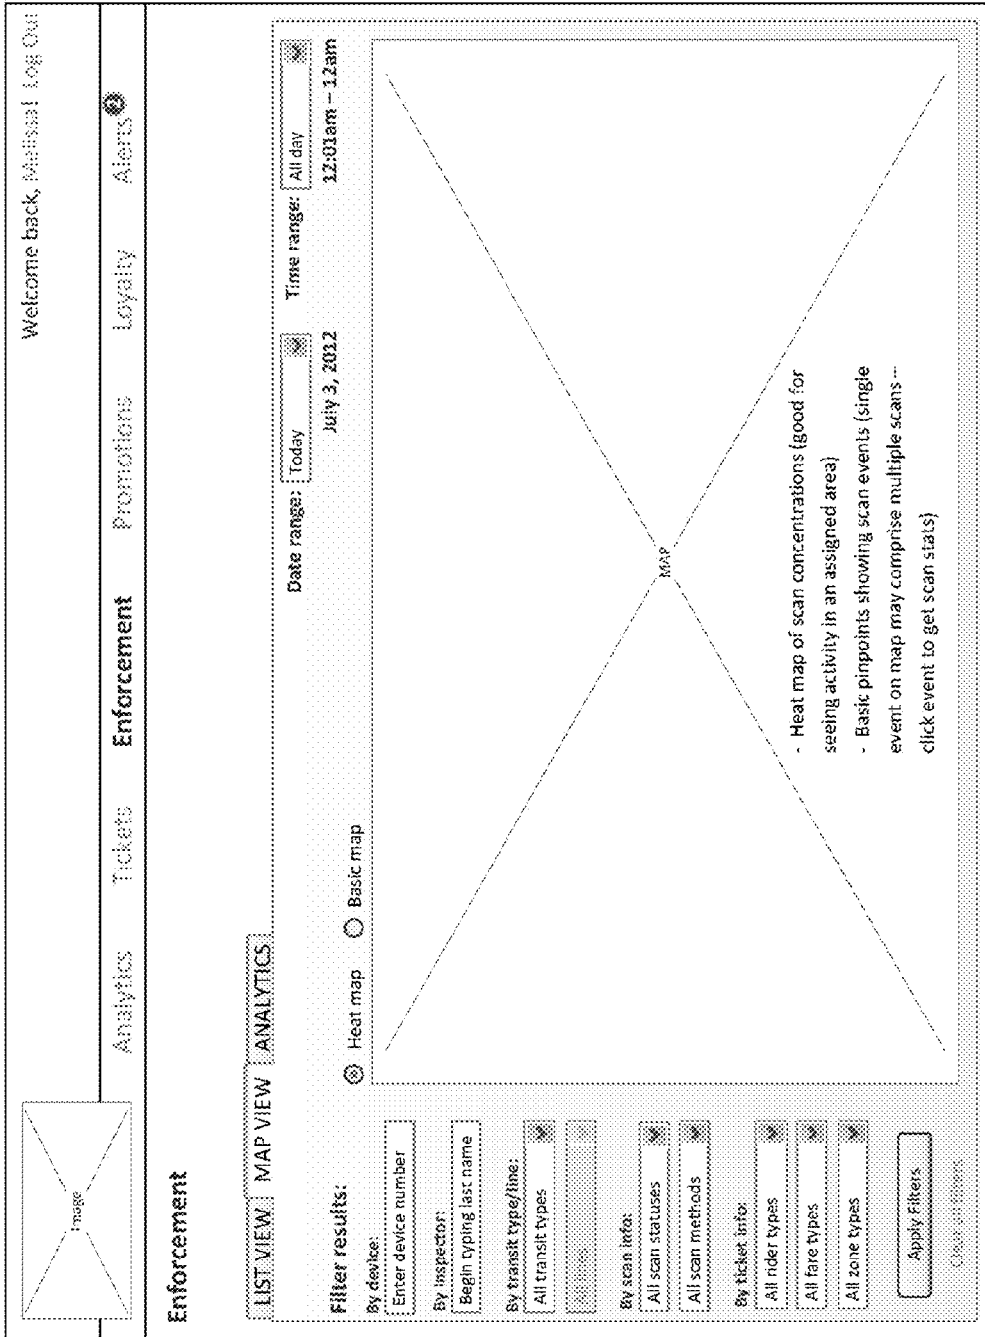 Welcome back, Melissa! Log Out
Image
Analytics Tickets Enforcement Promotions Loyalty Alerts
Enforcement
LIST VIEW MAP VIEW ANALYTICS
Date range: Today Time range: All day
July 3, 2012 12:01am – 12am
Filter results:
Heat map Basic map
By device:
Enter device number
By inspector:
Begin typing last name
By transit type/line:
All transit types
By scan info:
All scan statuses
All scan methods
By ticket info:
All rider types
All fare types
All zone types
Apply Filters
Clear all filters
MAP
- Heat map of scan concentrations (good for
seeing activity in an assigned area)
- Basic pinpoints showing scan events (single
event on map may comprise multiple scans --
click event to get scan stats)